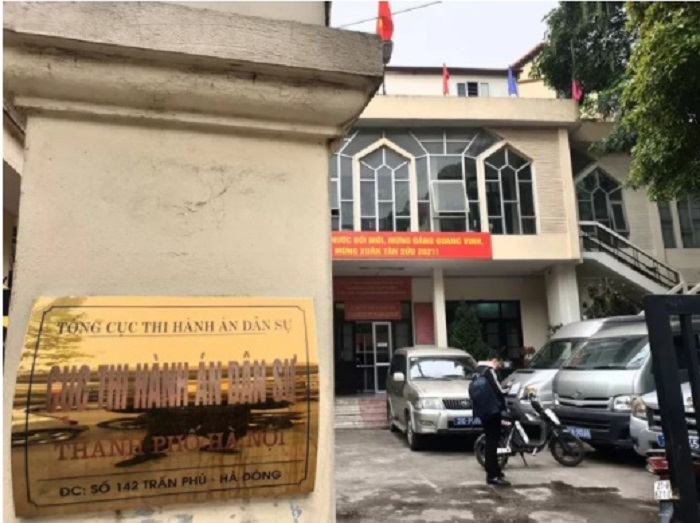 TỔNG CỤC THI HÀNH ÁN DÂN SỰ
CỤC THI HÀNH ÁN DÂN SỰ
THÀNH PHỐ HÀ NỘI
ĐC: SỐ 142 TRẦN PHÚ - HÀ ĐÔNG
NƯỚC ĐỔI MỚI, MỪNG ĐẢNG QUANG VINH,
MỪNG XUÂN TÂN SỬU 2021!